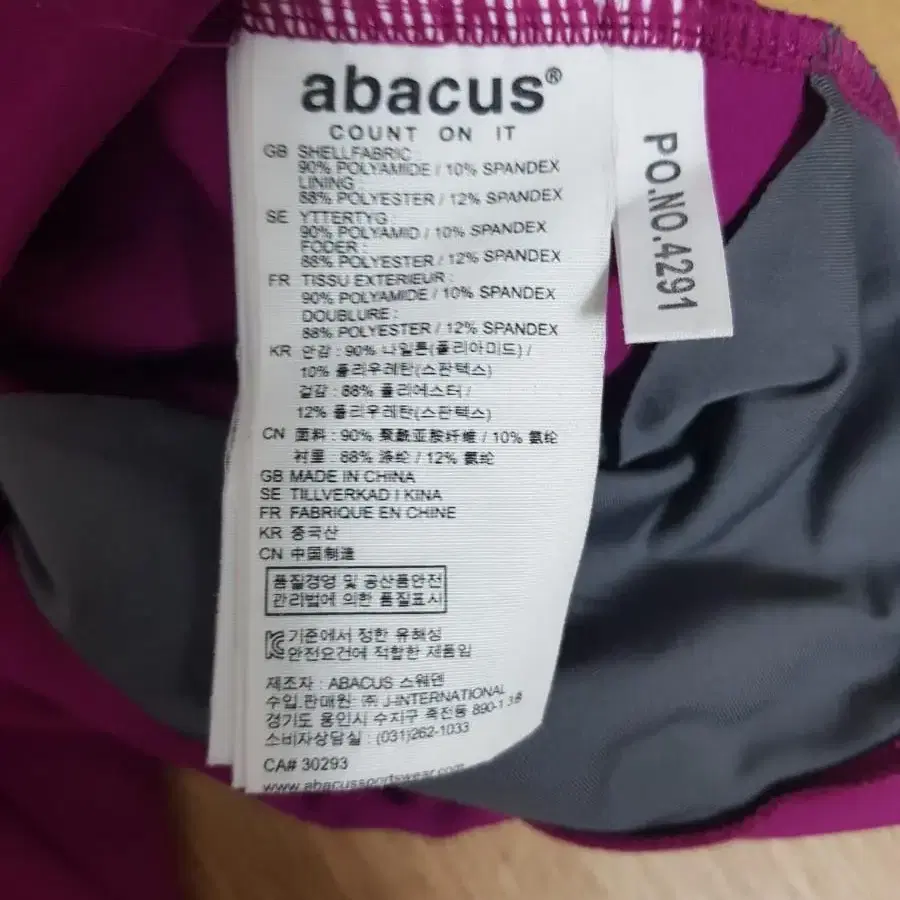 abacus®
COUNT ON IT
GB SHELLFABRIC :
90% POLYAMIDE / 10% SPANDEX
LINING :
88% POLYESTER / 12% SPANDEX
SE YTTERTYG :
90% POLYAMID / 10% SPANDEX
FODER :
88% POLYESTER / 12% SPANDEX
FR TISSU EXTERIEUR :
90% POLYAMIDE / 10% SPANDEX
DOUBLURE :
88% POLYESTER / 12% SPANDEX
KR 안감 : 90% 나일론(폴리아미드) /
10% 폴리우레탄(스판텍스)
겉감 : 88% 폴리에스터 /
12% 폴리우레탄(스판텍스)
CN 面料 : 90% 聚酰亚胺纤维 / 10% 氨纶
衬里 : 88% 涤纶 / 12% 氨纶
GB MADE IN CHINA
SE TILLVERKAD I KINA
FR FABRIQUE EN CHINE
KR 중국산
CN 中国制造
품질경영 및 공산품안전
관리법에 의한 품질표시
기준에서 정한 유해성
안전요건에 적합한 제품임
제조자 : ABACUS 스웨덴
수입.판매원: ㈜ J-INTERNATIONAL
경기도 용인시 수지구 죽전동 890-1 3층
소비자상담실 : (031)262-1033
CA# 30293
www.abacussportswear.com
PO.NO.4291